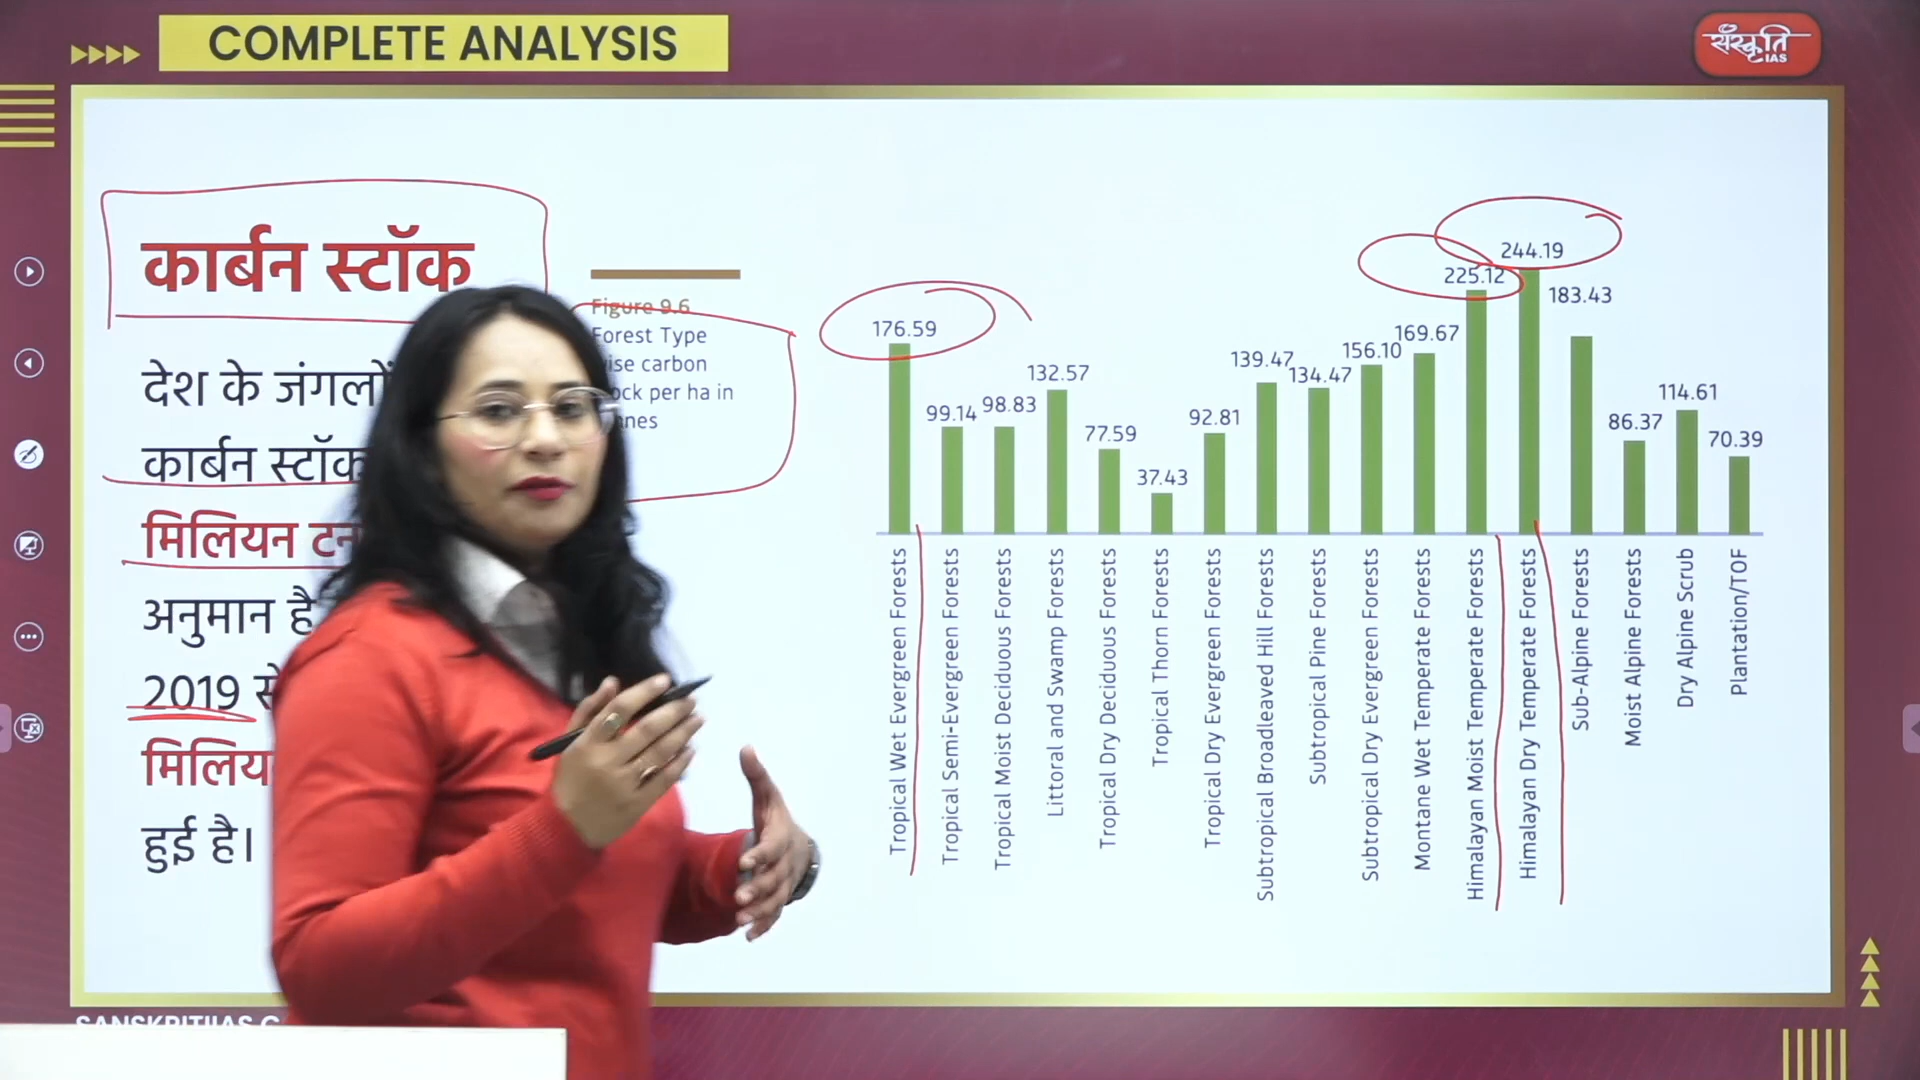 COMPLETE ANALYSIS
संस्कृति
IAS
कार्बन स्टॉक
देश के जंगलों
कार्बन स्टॉक
मिलियन टन
अनुमान है
2019 से
हुई है।
Figure 9.6
Forest Type
wise carbon
stock per ha in
tonnes
176.59
99.14
98.83
132.57
77.59
37.43
92.81
139.47
134.47
156.10
169.67
225.12
244.19
183.43
86.37
114.61
70.39
Tropical Wet Evergreen Forests
Tropical Semi-Evergreen Forests
Tropical Moist Deciduous Forests
Littoral and Swamp Forests
Tropical Dry Deciduous Forests
Tropical Thorn Forests
Tropical Dry Evergreen Forests
Subtropical Broadleaved Hill Forests
Subtropical Pine Forests
Subtropical Dry Evergreen Forests
Montane Wet Temperate Forests
Himalayan Moist Temperate Forests
Himalayan Dry Temperate Forests
Sub-Alpine Forests
Moist Alpine Forests
Dry Alpine Scrub
Plantation/TOF